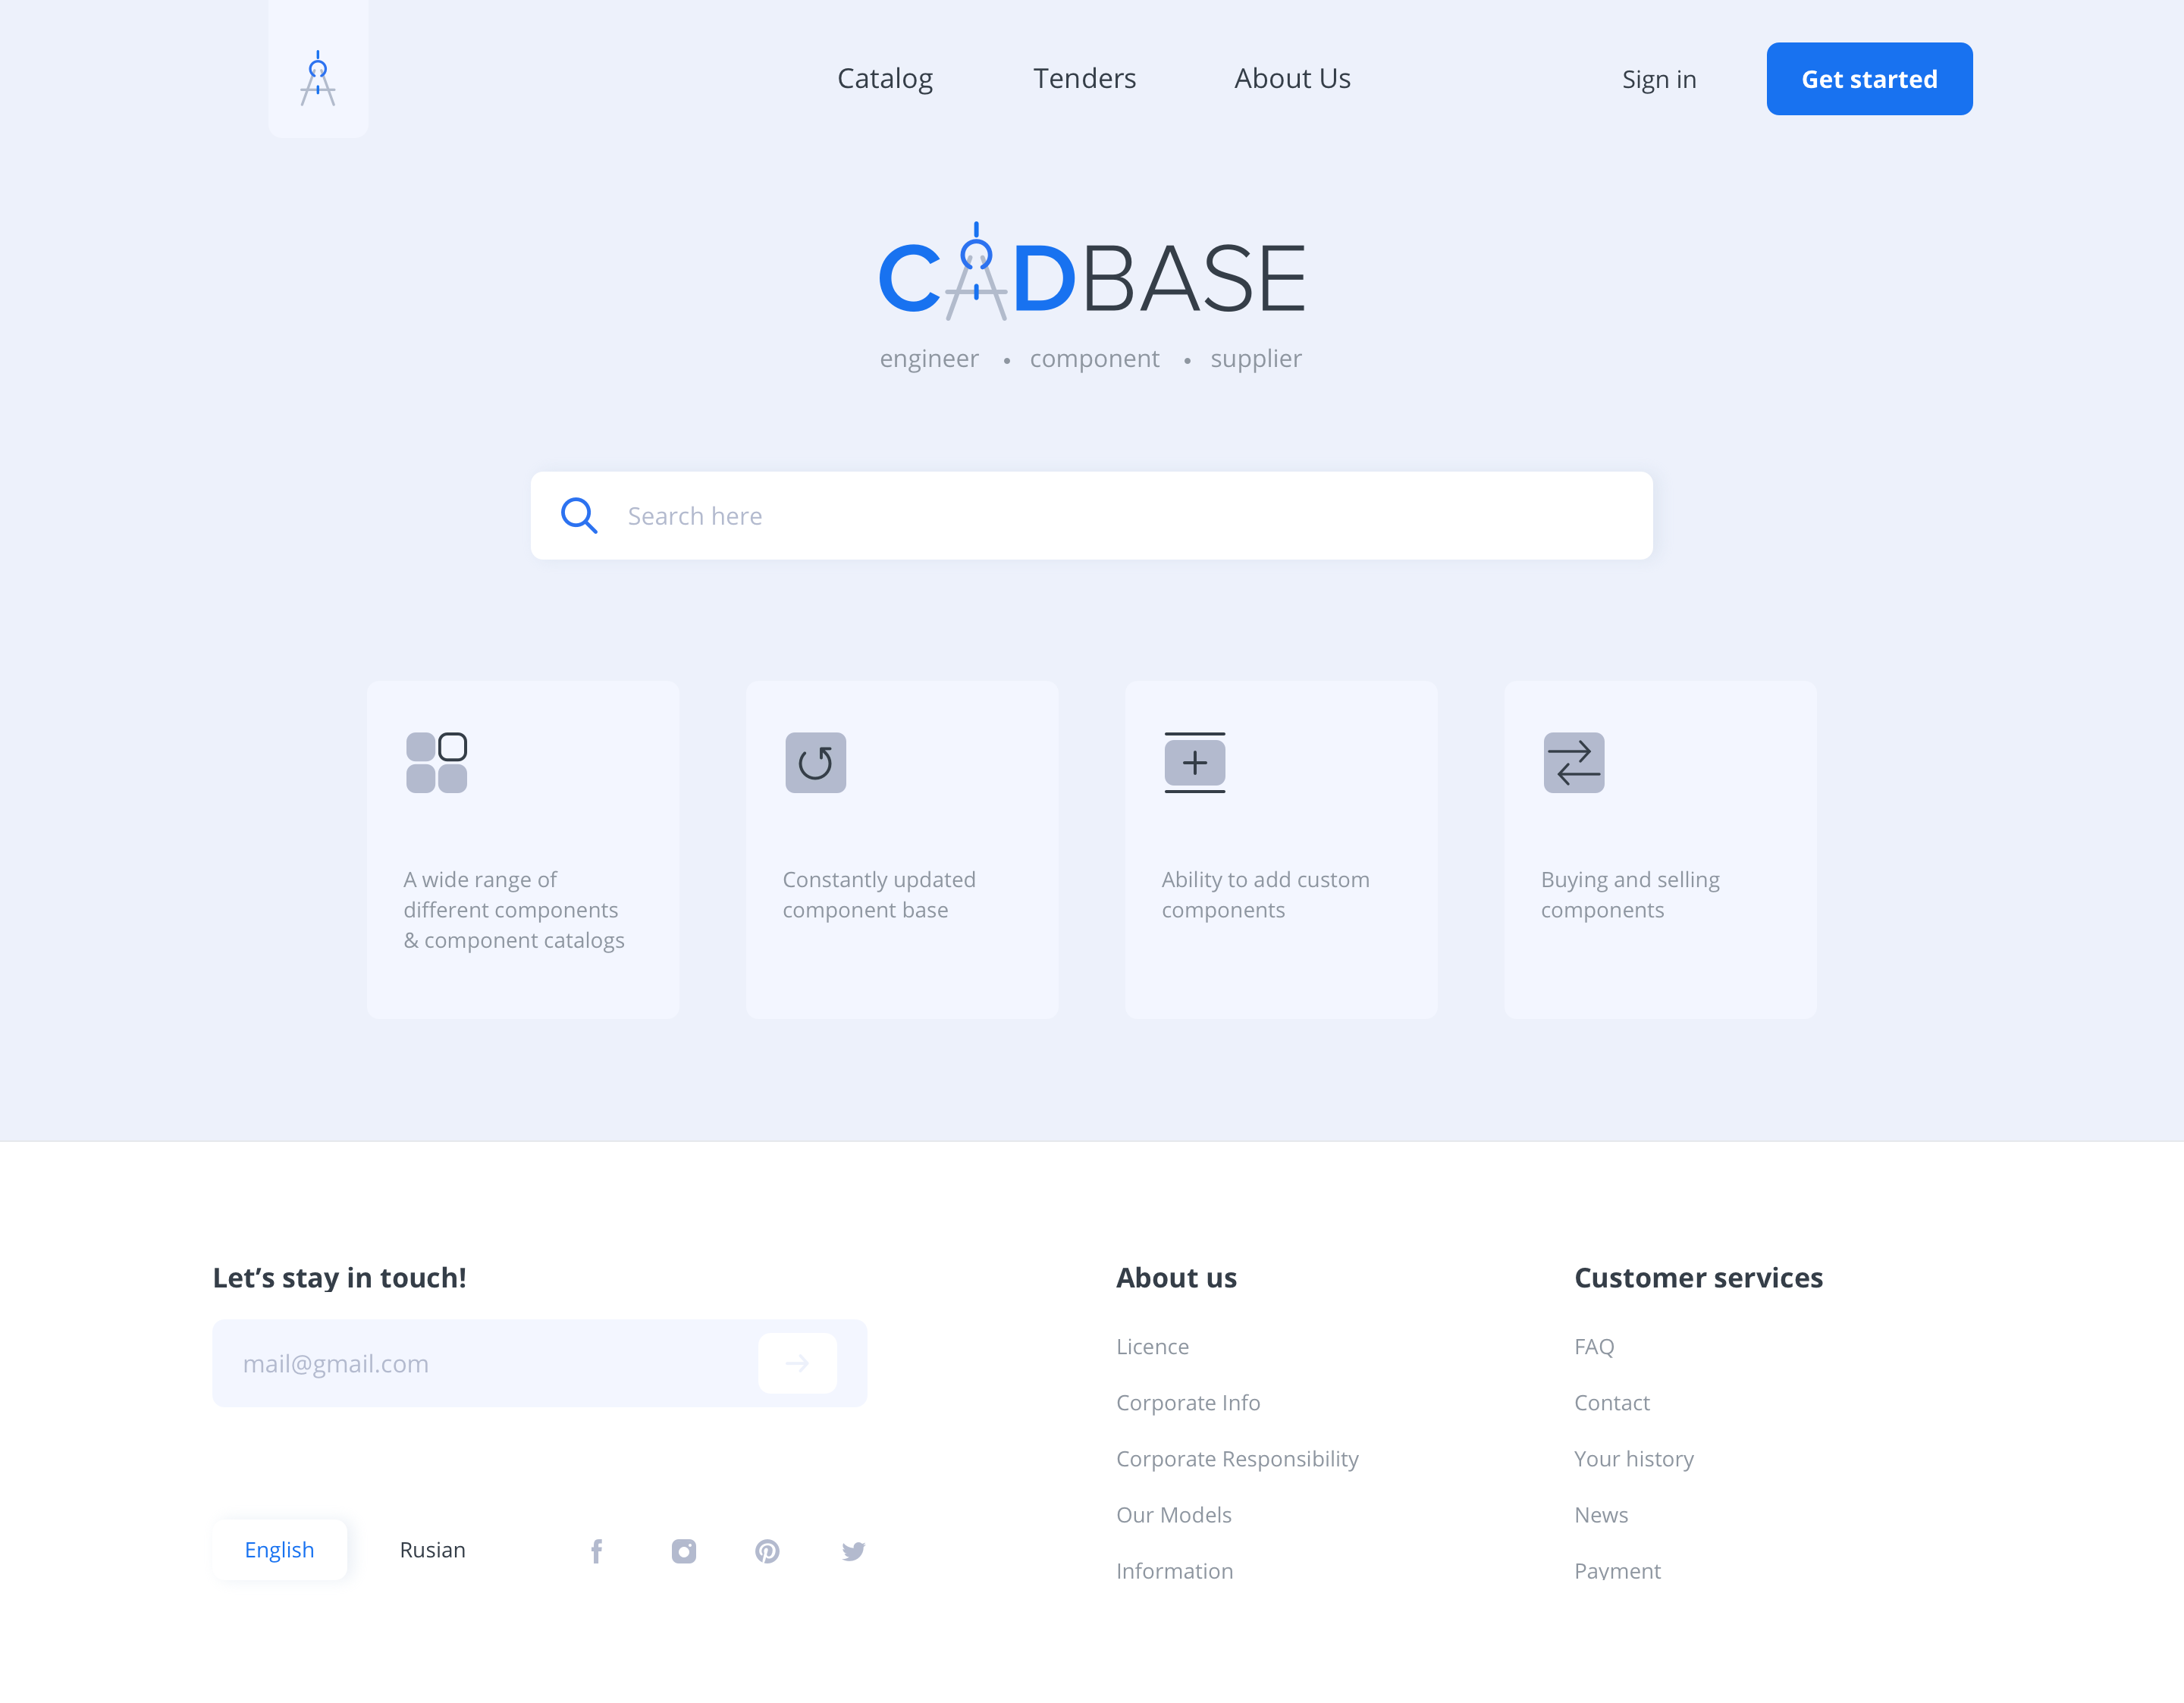 Catalog
Tenders
About Us
Sign in
Get started
CADBASE
engineer • component • supplier
Search here
A wide range of
different components
& component catalogs
Constantly updated
component base
Ability to add custom
components
Buying and selling
components
Let’s stay in touch!
mail@gmail.com
English
Rusian
About us
Licence
Corporate Info
Corporate Responsibility
Our Models
Information
Customer services
FAQ
Contact
Your history
News
Payment